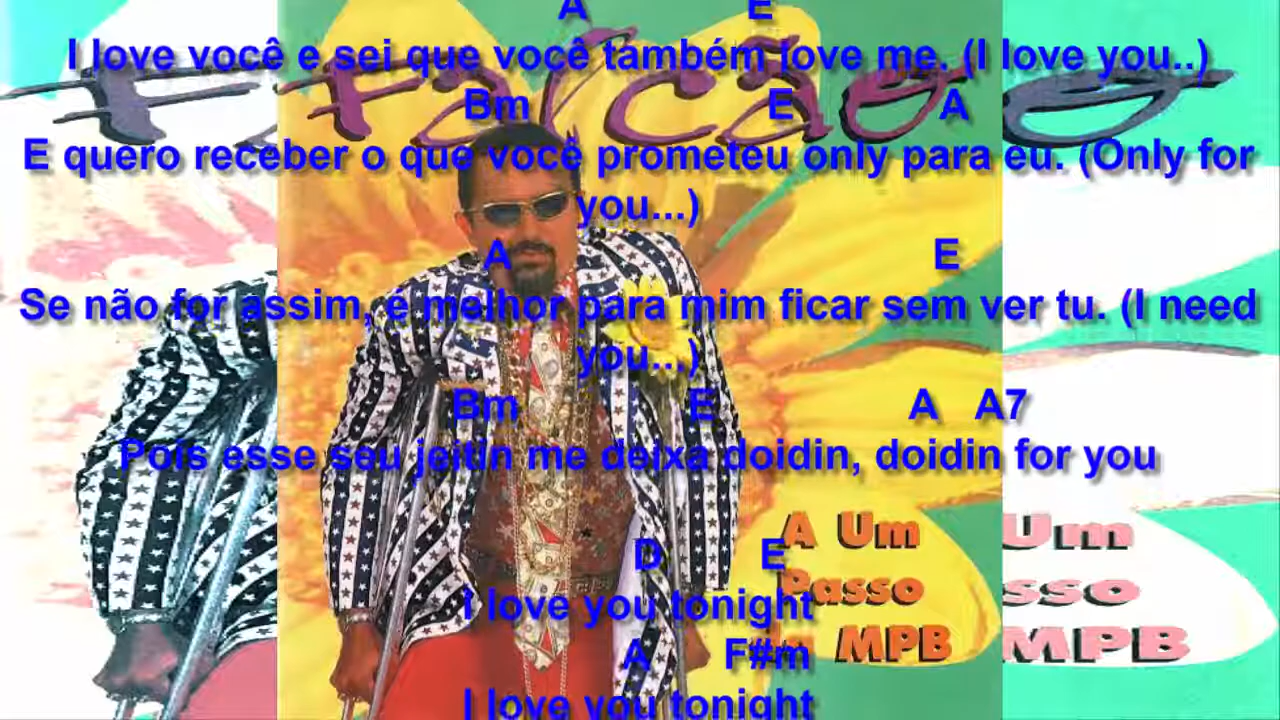 A E
I love você e sei que você também love me. (I love you..)
Falcão
Bm E A
E quero receber o que você prometeu only para eu. (Only for
you...)
A E
Se não for assim, é melhor para mim ficar sem ver tu. (I need
you...)
Bm E A A7
Pois esse seu jeitin me deixa doidin, doidin for you
A Um
Um
D E
I love you tonight
Passo
sso
A F#m
MPB
MPB
I love you tonight